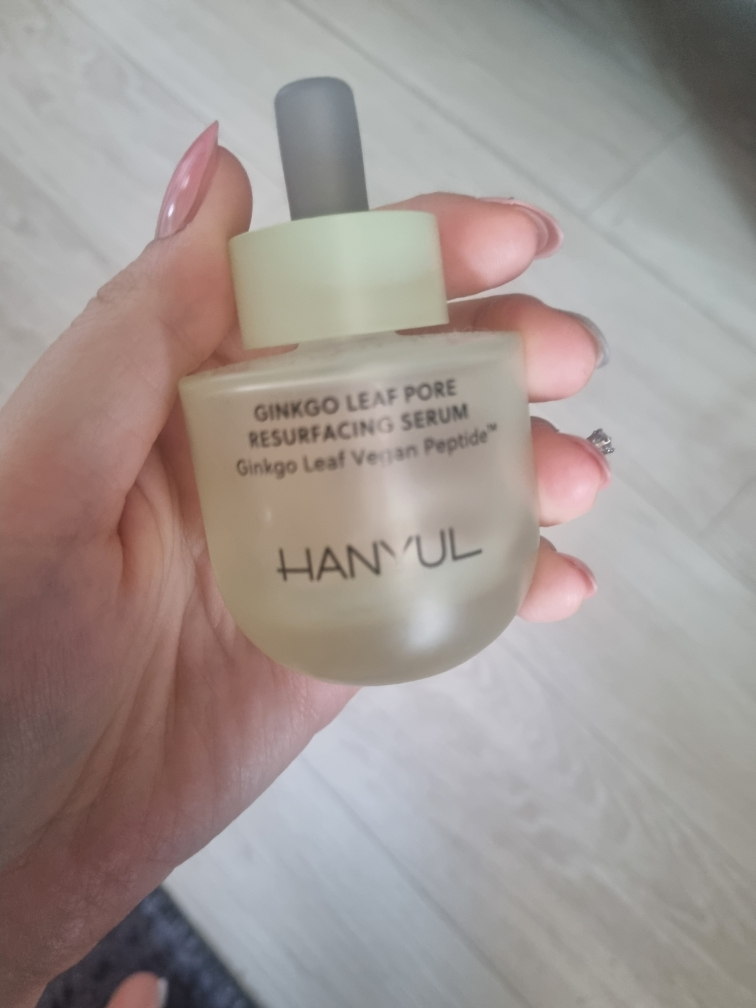 GINKGO LEAF PORE
RESURFACING SERUM
Ginkgo Leaf Vegan Peptide™
HANYUL